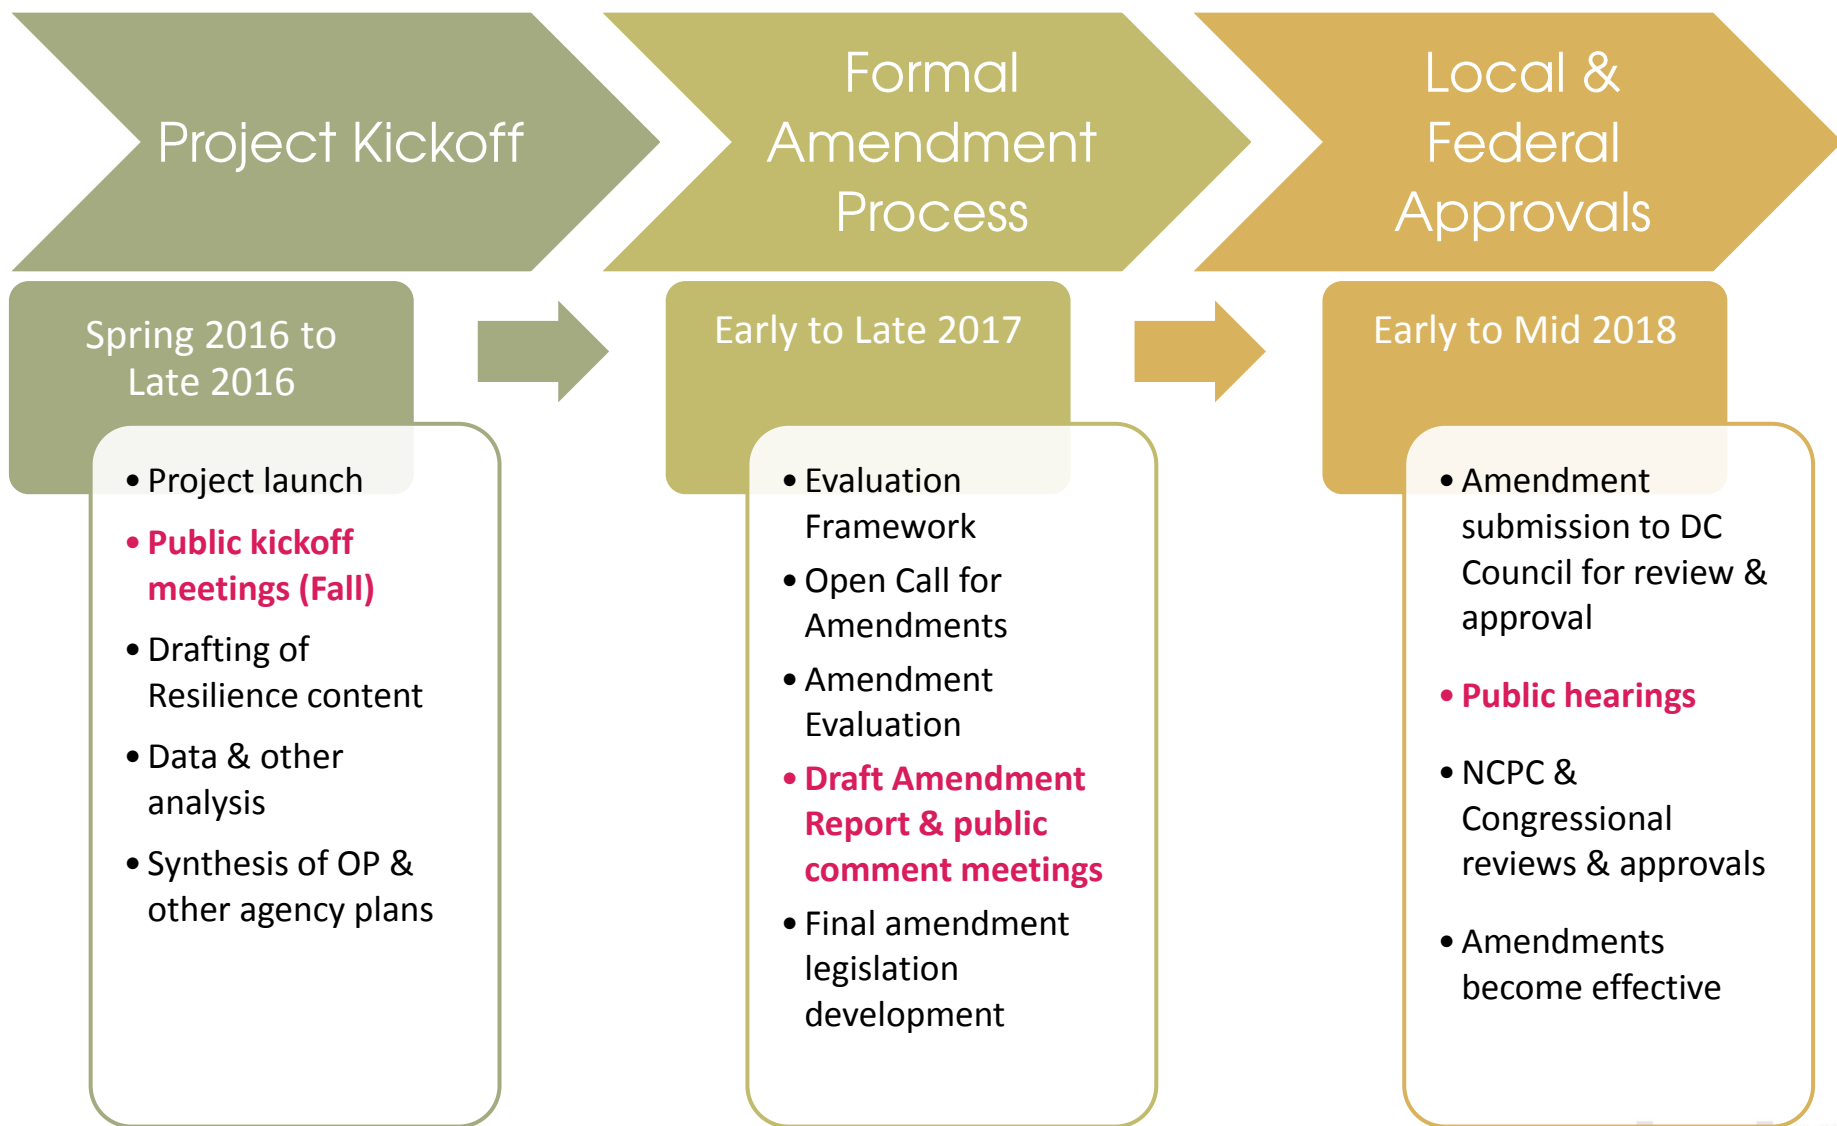 Project Kickoff
Formal
Amendment
Process
Local &
Federal
Approvals
Spring 2016 to
Late 2016
• Project launch
• Public kickoff
meetings (Fall)
• Drafting of
Resilience content
• Data & other
analysis
• Synthesis of OP &
other agency plans
Early to Late 2017
• Evaluation
Framework
• Open Call for
Amendments
• Amendment
Evaluation
• Draft Amendment
Report & public
comment meetings
• Final amendment
legislation
development
Early to Mid 2018
• Amendment
submission to DC
Council for review &
approval
• Public hearings
• NCPC &
Congressional
reviews & approvals
• Amendments
become effective